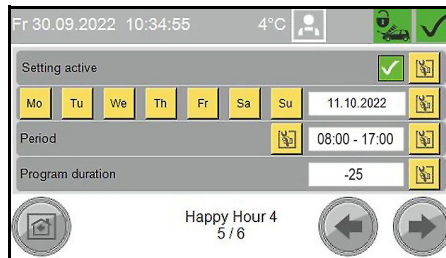 Fr 30.09.2022 10:34:55 4°C
Setting active
Mo Tu We Th Fr Sa Su 11.10.2022
Period 08:00 - 17:00
Program duration -25
Happy Hour 4
5 / 6